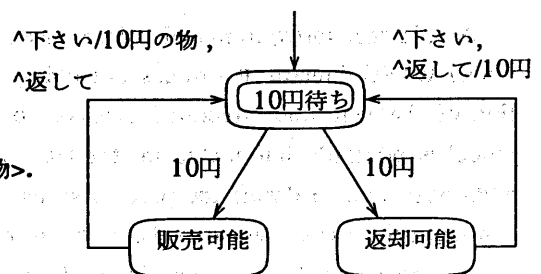 ^下さい/10円の物，
^返して
^下さい，
^返して/10円
10円待ち
物>.
10円
10円
販売可能
返却可能